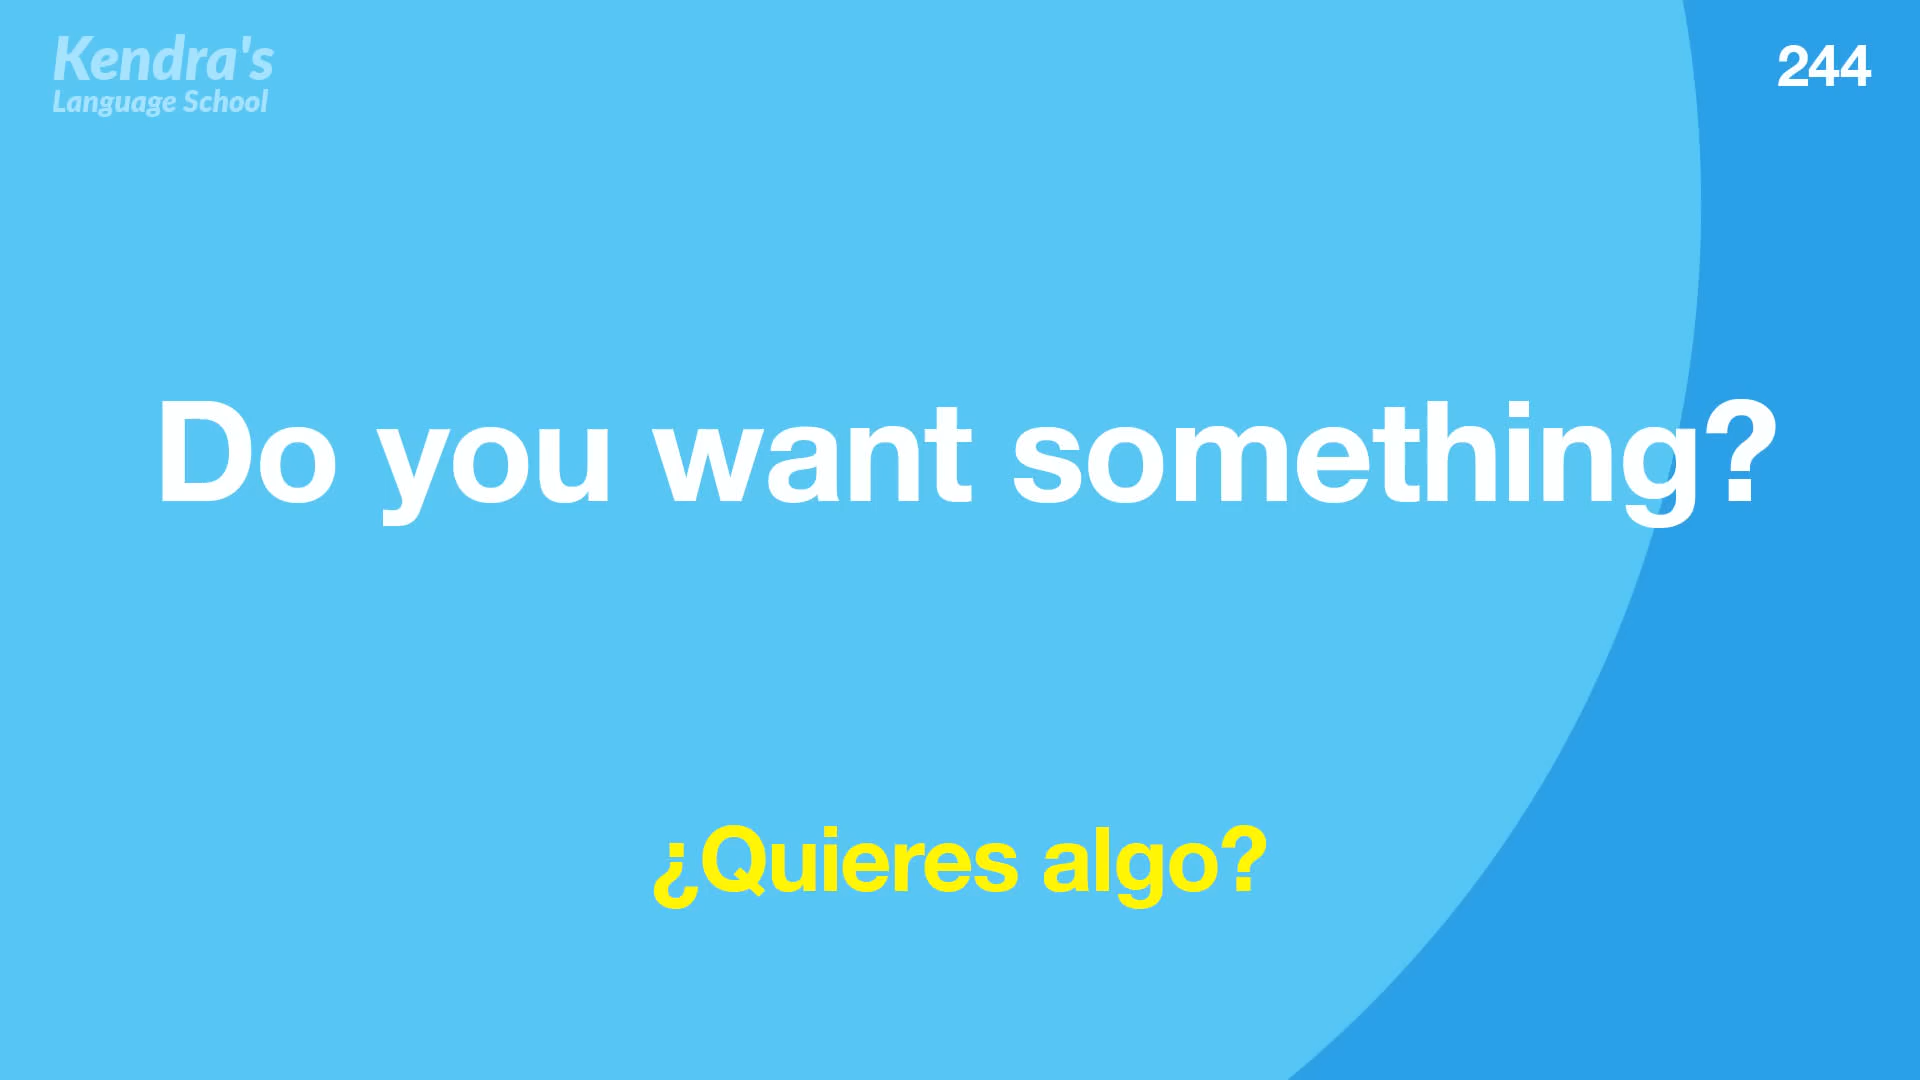 Kendra's
Language School
244
Do you want something?
¿Quieres algo?